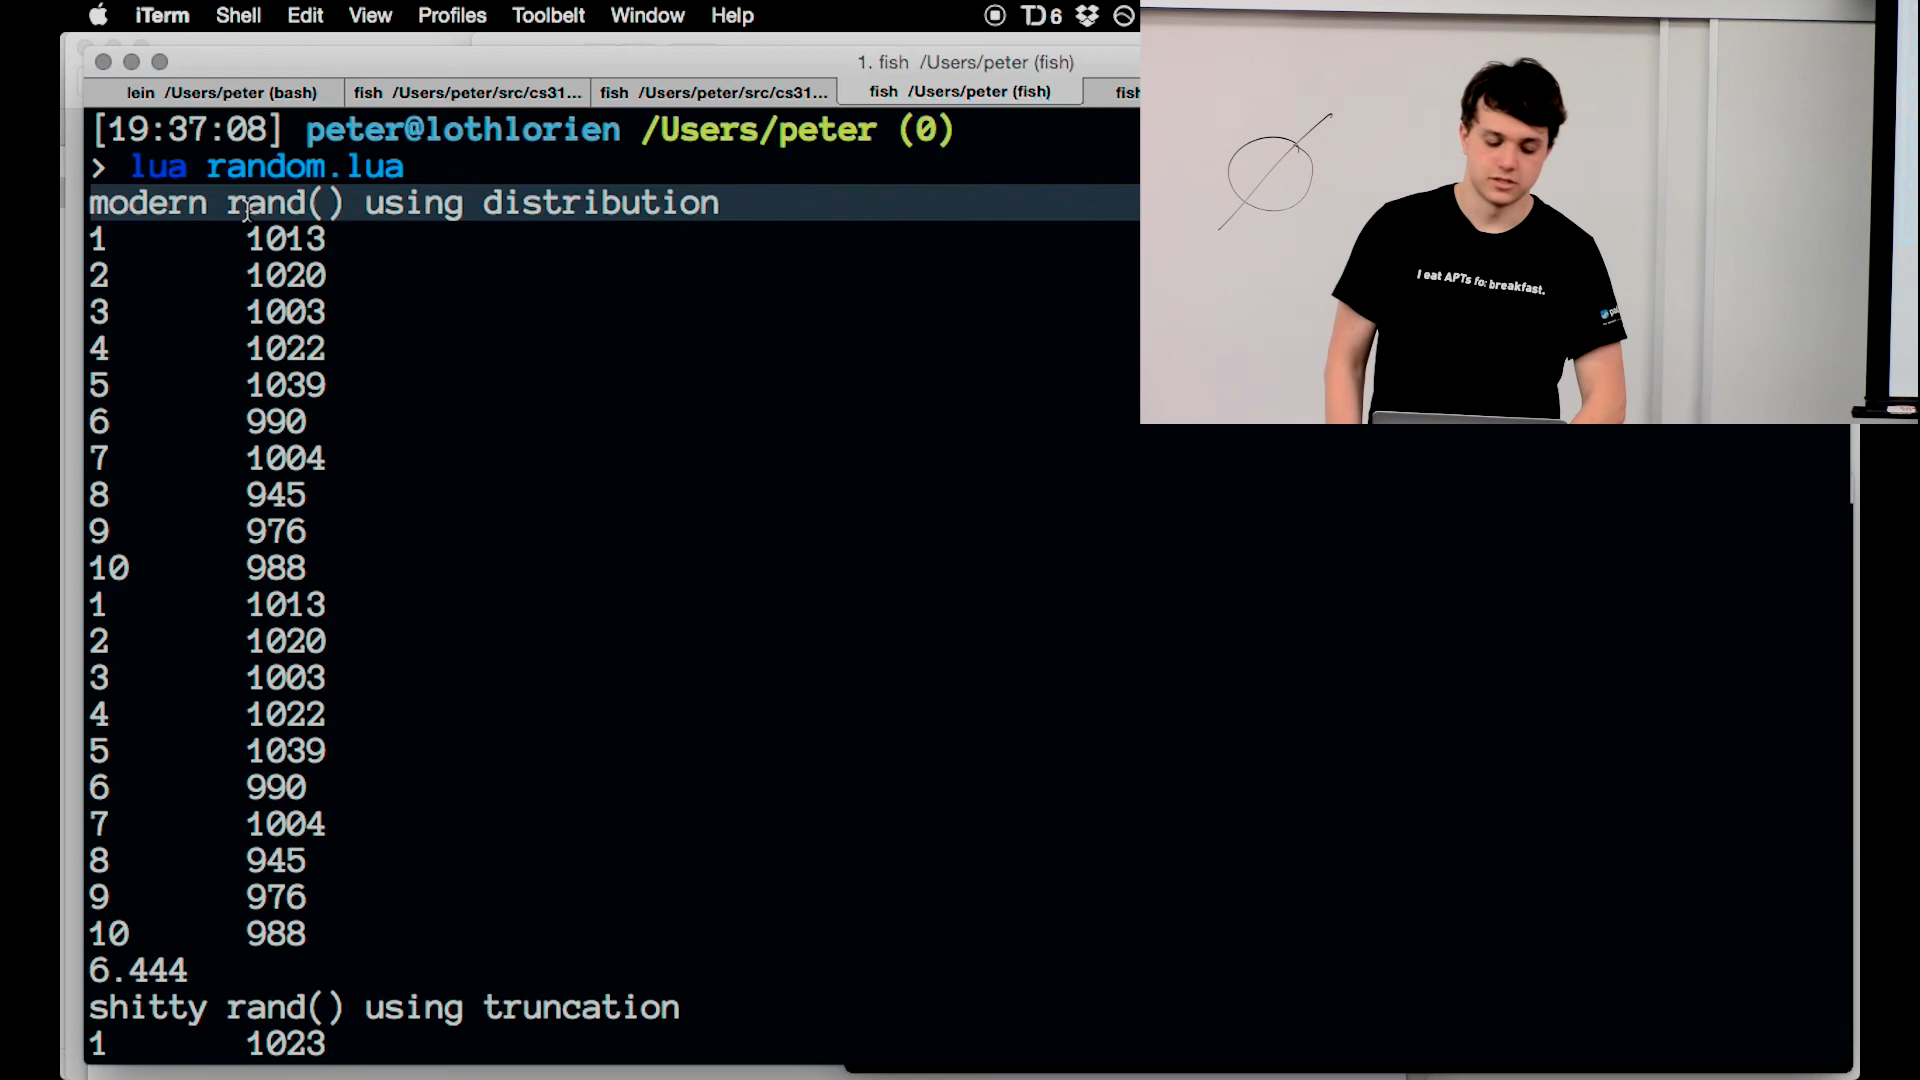 iTerm Shell Edit View Profiles Toolbelt Window Help 6
1. fish /Users/peter (fish)
lein /Users/peter (bash) fish /Users/peter/src/cs31... fish /Users/peter/src/cs31... fish /Users/peter (fish) fish
[19:37:08] peter@lothlorien /Users/peter (0)
> lua random.lua
modern rand() using distribution
1 1013
2 1020
3 1003
4 1022
5 1039
6 990
7 1004
8 945
9 976
10 988
1 1013
2 1020
3 1003
4 1022
5 1039
6 990
7 1004
8 945
9 976
10 988
6.444
shitty rand() using truncation
1 1023
I eat APTs for breakfast.